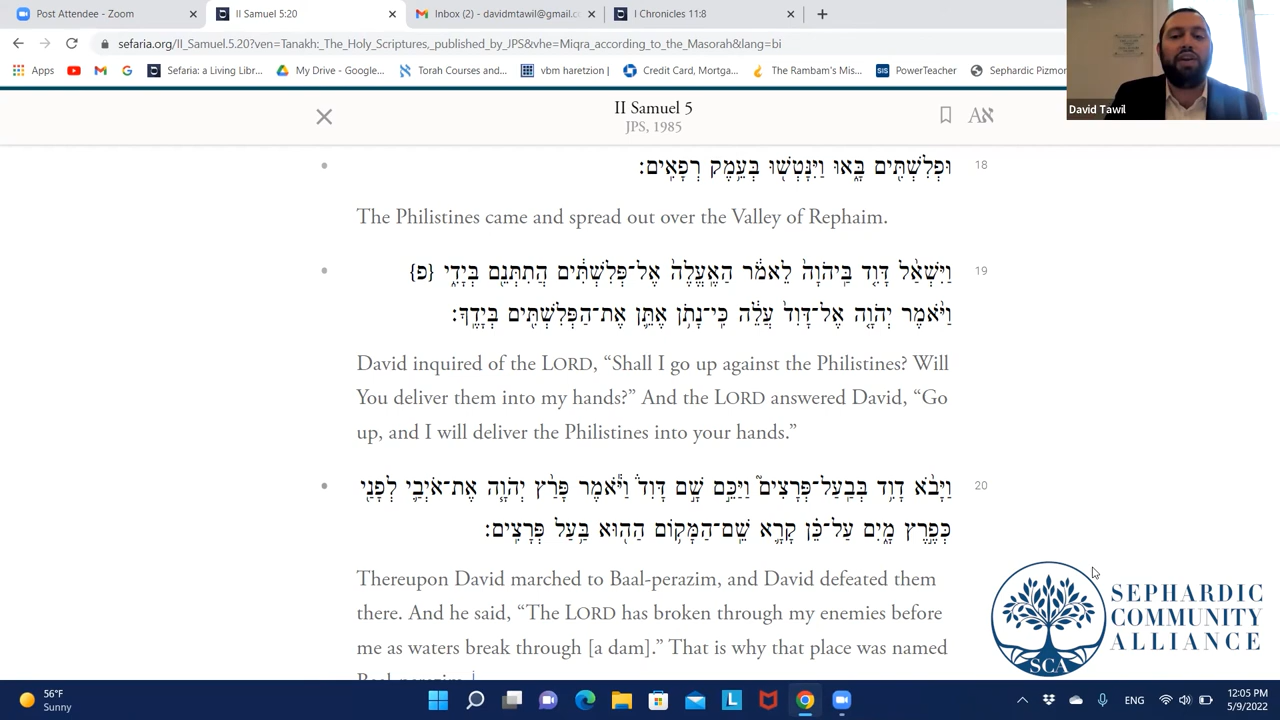 Post Attendee - Zoom
II Samuel 5:20
Inbox (2) - davidmtawil@gmail.c
I Chronicles 11:8
sefaria.org/II_Samuel.5.20?ven=Tanakh:_The_Holy_Scriptures,_published_by_JPS&vhe=Miqra_according_to_the_Masorah&lang=bi
Apps
Sefaria: a Living Libr...
My Drive - Google...
Torah Courses and...
vbm haretzion
Credit Card, Mortga...
The Rambam's Mis...
PowerTeacher
Sephardic Pizmon
David Tawil
II Samuel 5
JPS, 1985
וּפְלִשְׁתִּ֖ים בָּ֑אוּ וַיִּנָּטְשׁ֖וּ בְּעֵ֥מֶק רְפָאִֽים׃
18
The Philistines came and spread out over the Valley of Rephaim.
וַיִּשְׁאַ֨ל דָּוִ֤ד בַּֽיהֹוָה֙ לֵאמֹ֔ר הַאֶֽעֱלֶה֙ אֶל־פְּלִשְׁתִּ֔ים הֲתִתְּנֵ֖ם בְּיָדִ֑י {פ}
19
וַיֹּ֨אמֶר יְהֹוָ֤ה אֶל־דָּוִד֙ עֲלֵ֔ה כִּֽי־נָתֹ֥ן אֶתֵּ֛ן אֶת־הַפְּלִשְׁתִּ֖ים בְּיָדֶֽךָ׃
David inquired of the LORD, “Shall I go up against the Philistines? Will
You deliver them into my hands?” And the LORD answered David, “Go
up, and I will deliver the Philistines into your hands.”
וַיָּבֹ֨א דָוִ֥ד בְּבַֽעַל־פְּרָצִים֮ וַיַּכֵּ֣ם שָׁ֣ם דָּוִד֒ וַיֹּ֕אמֶר פָּרַ֨ץ יְהֹוָ֧ה אֶת־אֹיְבַ֛י לְפָנַ֖י
20
כְּפֶ֣רֶץ מָ֑יִם עַל־כֵּ֗ן קָרָ֛א שֵֽׁם־הַמָּק֥וֹם הַה֖וּא בַּ֥עַל פְּרָצִֽים׃
Thereupon David marched to Baal-perazim, and David defeated them
there. And he said, “The LORD has broken through my enemies before
me as waters break through [a dam].” That is why that place was named
Baal-perazim.
SEPHARDIC
COMMUNITY
ALLIANCE
SCA
56°F
Sunny
ENG
12:05 PM
5/9/2022